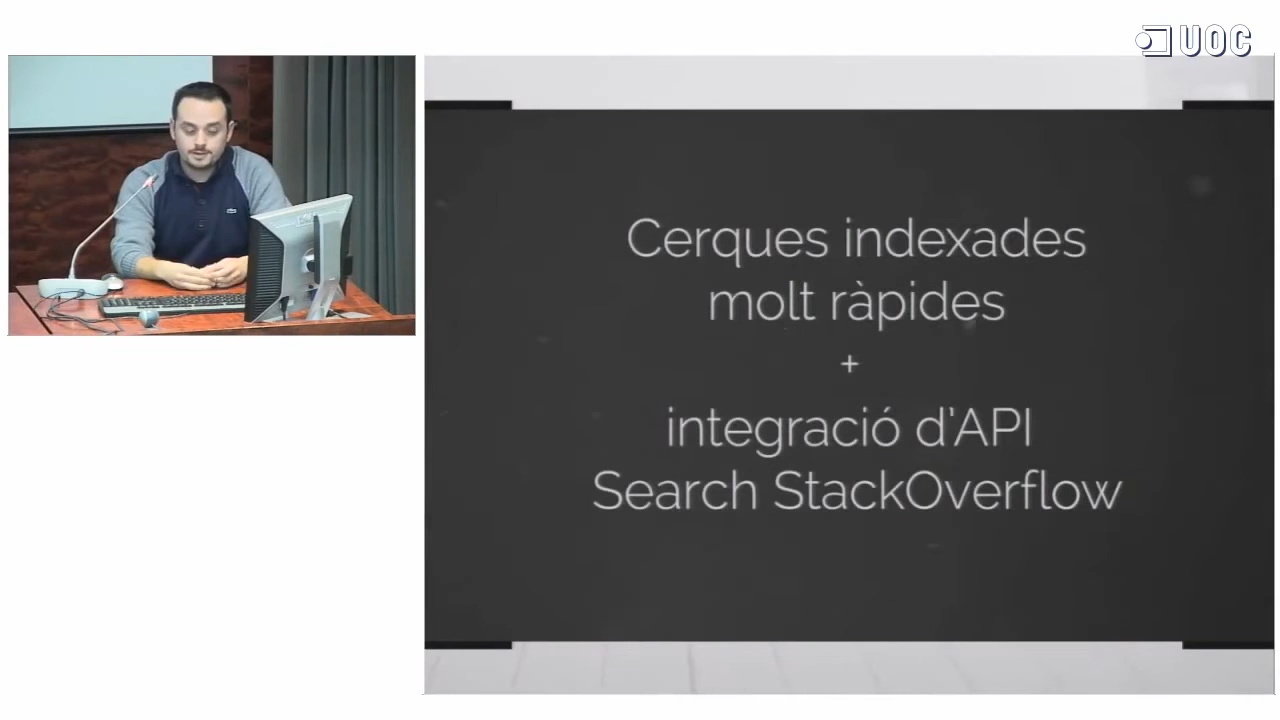 UOC
Cerques indexades
molt ràpides
+
integració d'API
Search StackOverflow